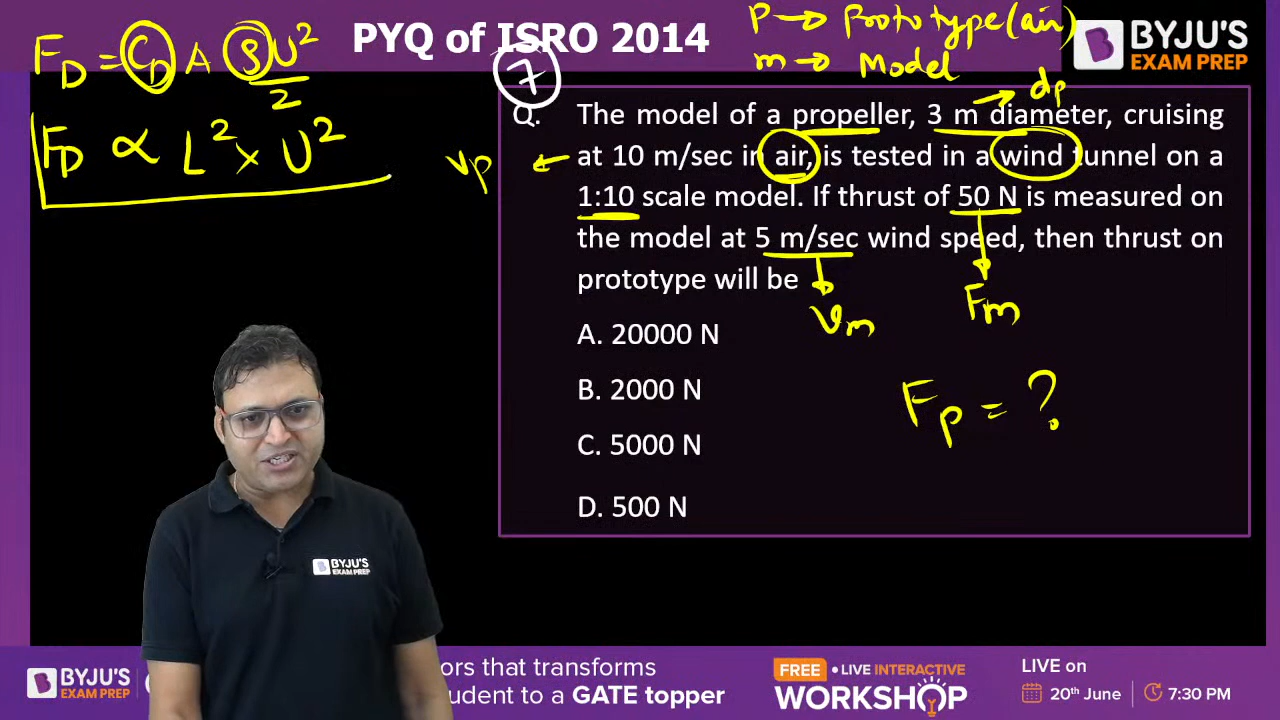 PYQ of ISRO 2014
F_D = C_D A ρU²/2
F_D ∝ L² × U²
P → Prototype(air)
m → Model
BYJU'S
EXAM PREP
7
→ dp
Q. The model of a propeller, 3 m diameter, cruising
vp ← at 10 m/sec in air, is tested in a wind tunnel on a
1:10 scale model. If thrust of 50 N is measured on
the model at 5 m/sec wind speed, then thrust on
prototype will be
vm
Fm
A. 20000 N
B. 2000 N
C. 5000 N
D. 500 N
Fp = ?
BYJU'S
EXAM PREP
BYJU'S
EXAM PREP
ors that transforms
tudent to a GATE topper
FREE • LIVE INTERACTIVE
WORKSHOP
LIVE on
20th June 7:30 PM